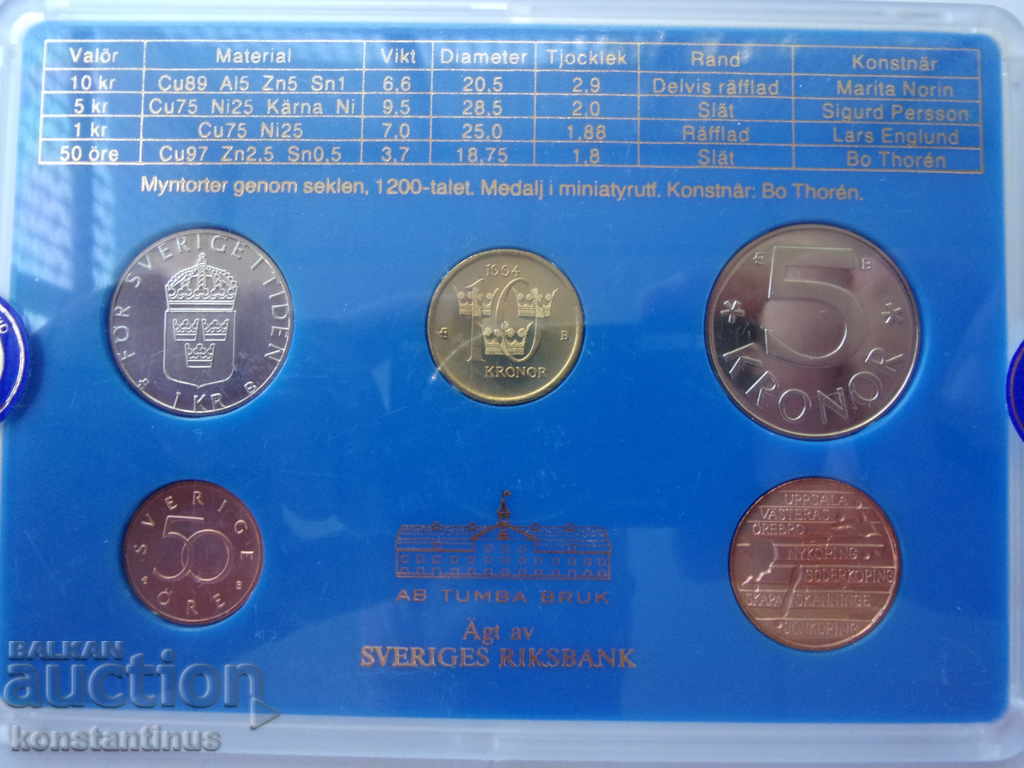 Valör Material Vikt Diameter Tjocklek Rand Konstnär
10 kr Cu89 Al5 Zn5 Sn1 6.6 20.5 2.9 Delvis räfflad Marita Norin
5 kr Cu75 Ni25 Kärna Ni 9,5 28,5 2,0 Slät Sigurd Persson
1 kr Cu75 Ni25 7,0 25,0 1,88 Räfflad Lars Englund
50 öre Cu97 Zn2,5 Sn0,5 3,7 18,75 1,8 Slät Bo Thorén
Myntorter genom seklen, 1200-talet. Medalj i miniatyrutf. Konstnär: Bo Thorén.
FÖR SVERIGE I TIDEN
1 KR B
1994
10
B
KRONOR
B
5
KRONOR
SVERIGE
50
B
ÖRE
UPPSALA
VÄSTERÅS
ÖREBRO
NYKÖPING
SÖDERKÖPING
SKARA SKÄNNINGE
JÖNKÖPING
AB TUMBA BRUK
Ägt av
SVERIGES RIKSBANK
BALKAN
auction
konstantinus